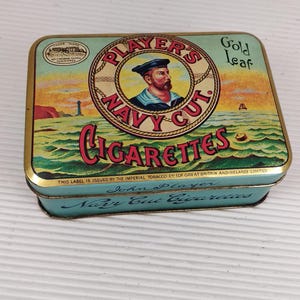 PLAYER'S
Gold
Leaf
NAVY CUT.
CIGARETTES
THIS LABEL IS ISSUED BY THE IMPERIAL TOBACCO Cy. (OF GREAT BRITAIN AND IRELAND) LIMITED
John Player
Navy Cut Cigarettes